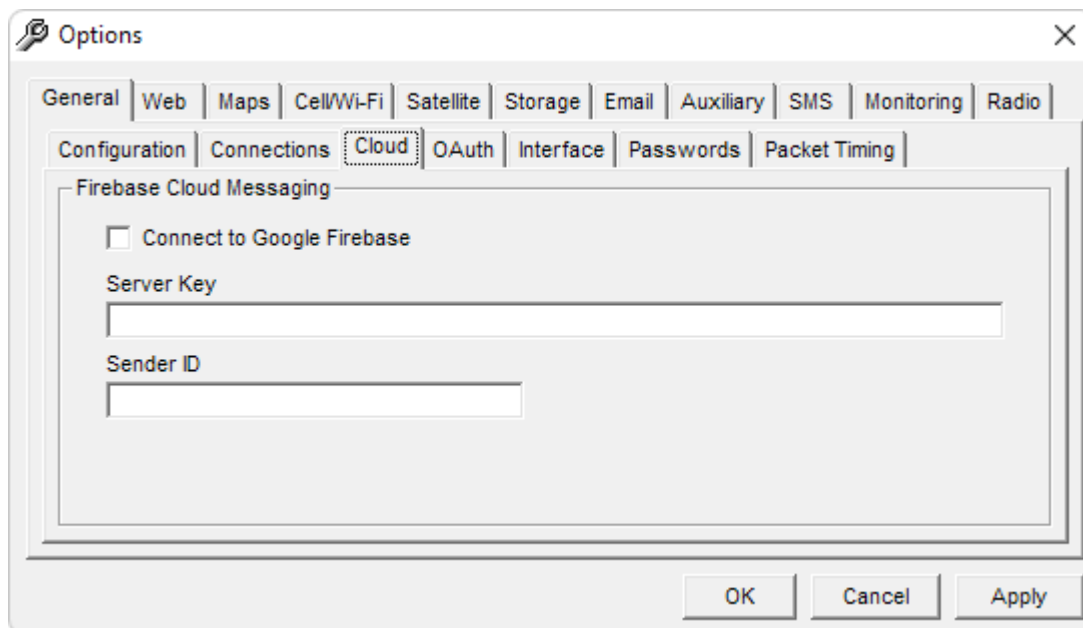 Options
General Web Maps Cell/Wi-Fi Satellite Storage Email Auxiliary SMS Monitoring Radio
Configuration Connections Cloud OAuth Interface Passwords Packet Timing
Firebase Cloud Messaging
Connect to Google Firebase
Server Key
Sender ID
OK Cancel Apply